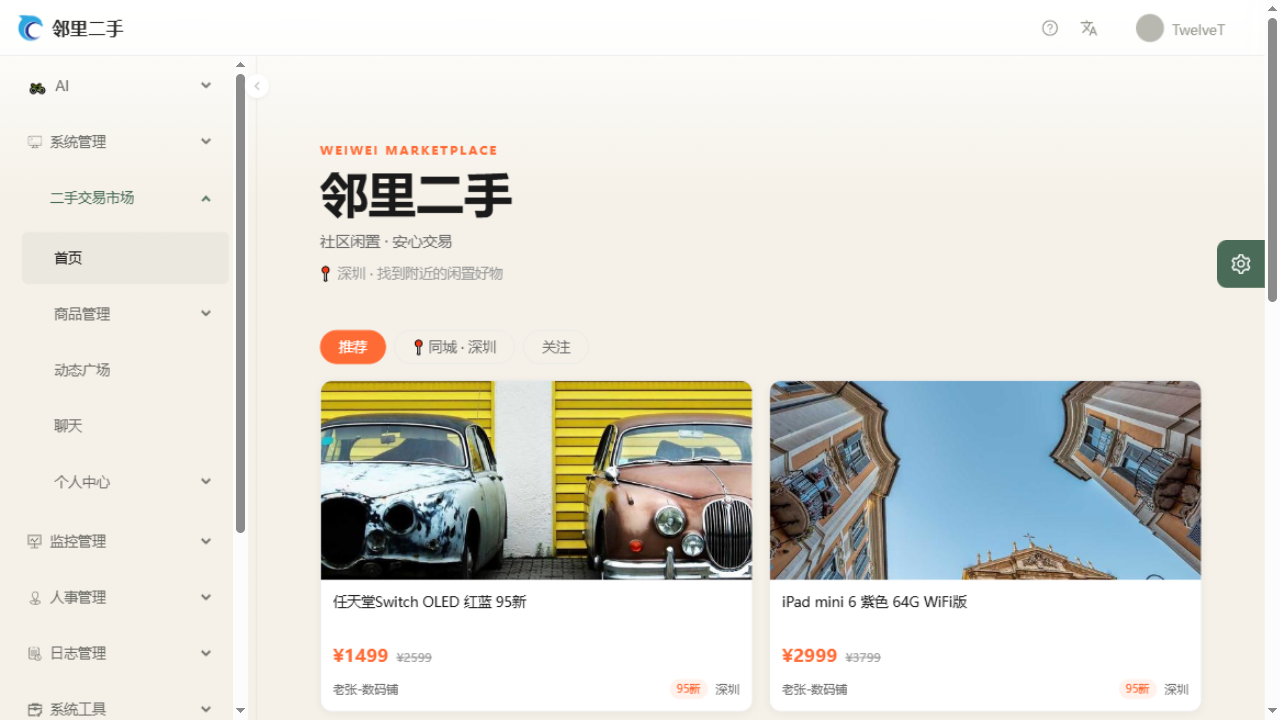 邻里二手
TwelveT
AI
系统管理
二手交易市场
首页
商品管理
动态广场
聊天
个人中心
监控管理
人事管理
日志管理
系统工具
WEIWEI MARKETPLACE
邻里二手
社区闲置 · 安心交易
深圳 · 找到附近的闲置好物
推荐
同城 · 深圳
关注
任天堂Switch OLED 红蓝 95新
¥1499 ¥2599
老张-数码铺 95新 深圳
iPad mini 6 紫色 64G WiFi版
¥2999 ¥3799
老张-数码铺 95新 深圳